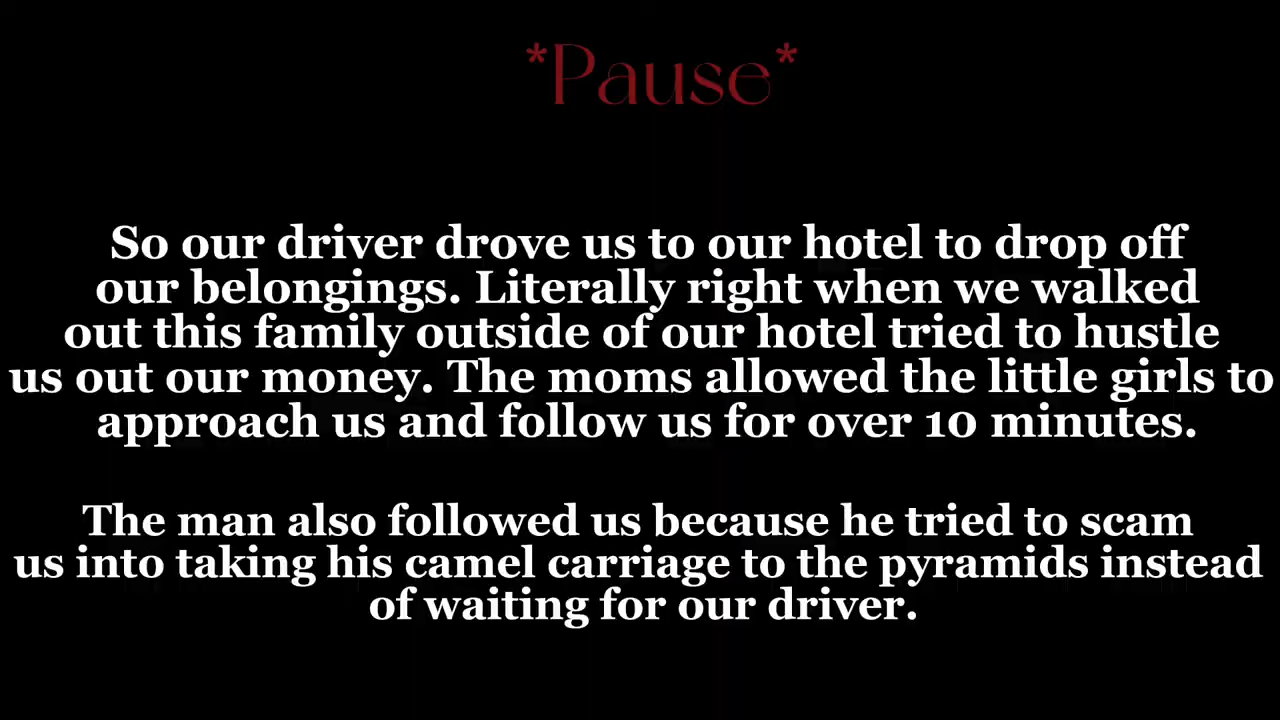 *Pause*
So our driver drove us to our hotel to drop off
our belongings. Literally right when we walked
out this family outside of our hotel tried to hustle
us out our money. The moms allowed the little girls to
approach us and follow us for over 10 minutes.
The man also followed us because he tried to scam
us into taking his camel carriage to the pyramids instead
of waiting for our driver.